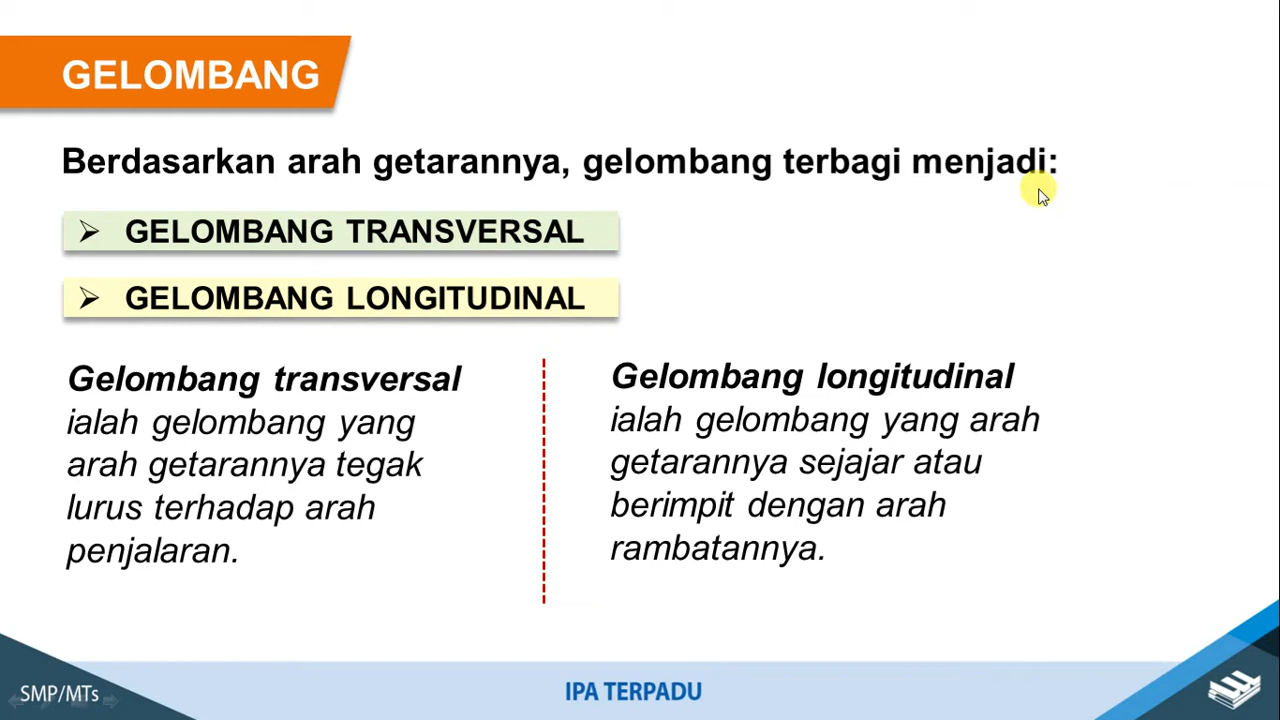 GELOMBANG
Berdasarkan arah getarannya, gelombang terbagi menjadi:
➢ GELOMBANG TRANSVERSAL
➢ GELOMBANG LONGITUDINAL
Gelombang transversal
ialah gelombang yang
arah getarannya tegak
lurus terhadap arah
penjalaran.
Gelombang longitudinal
ialah gelombang yang arah
getarannya sejajar atau
berimpit dengan arah
rambatannya.
SMP/MTs
IPA TERPADU